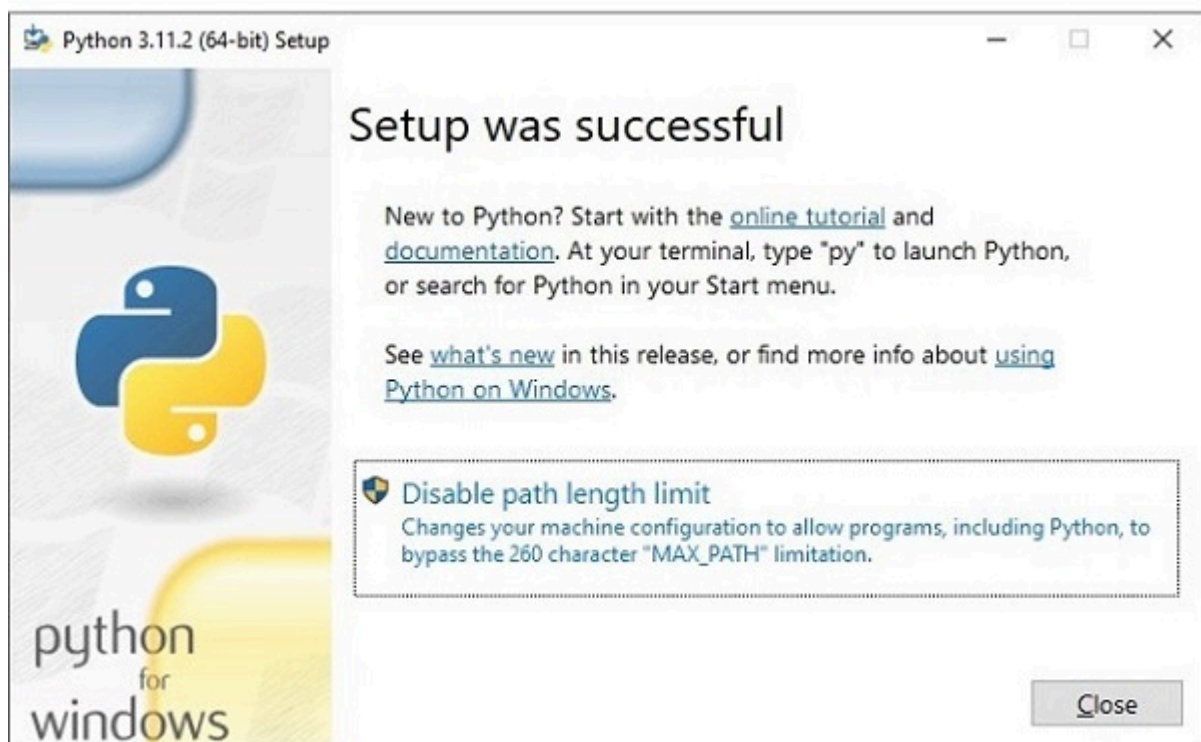 Python 3.11.2 (64-bit) Setup
Setup was successful
New to Python? Start with the online tutorial and
documentation. At your terminal, type "py" to launch Python,
or search for Python in your Start menu.
See what's new in this release, or find more info about using
Python on Windows.
Disable path length limit
Changes your machine configuration to allow programs, including Python, to
bypass the 260 character "MAX_PATH" limitation.
python
for
windows
Close